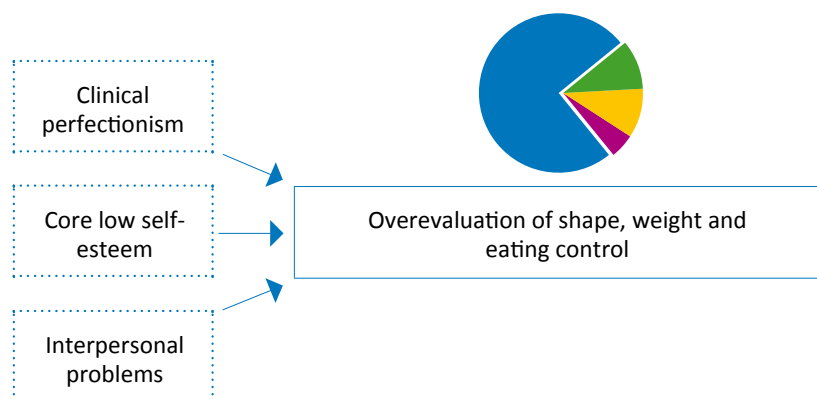 Clinical
perfectionism
Core low self-
esteem
Overevaluation of shape, weight and
eating control
Interpersonal
problems